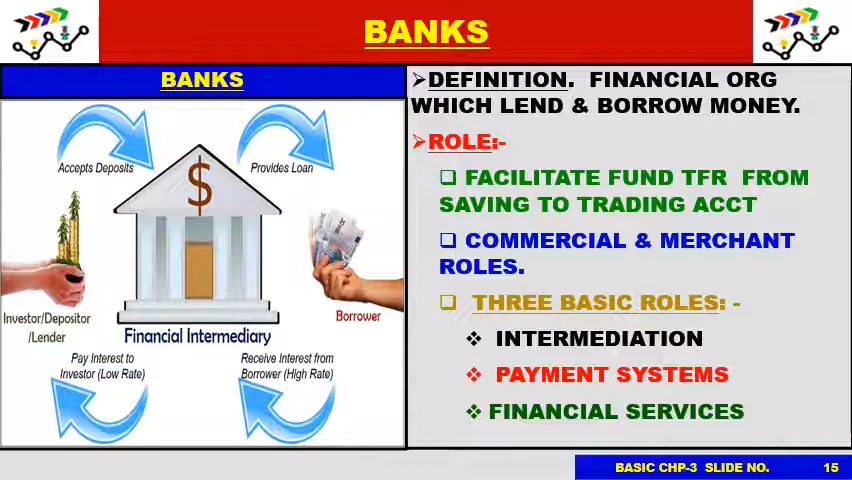 BANKS
BANKS
Accepts Deposits
Provides Loan
$
Investor/Depositor
/Lender
Financial Intermediary
Borrower
Pay Interest to
Investor (Low Rate)
Receive Interest from
Borrower (High Rate)
➢DEFINITION. FINANCIAL ORG
WHICH LEND & BORROW MONEY.
➢ROLE:-
❑ FACILITATE FUND TFR FROM
SAVING TO TRADING ACCT
❑ COMMERCIAL & MERCHANT
ROLES.
❑ THREE BASIC ROLES: -
❖ INTERMEDIATION
❖ PAYMENT SYSTEMS
❖ FINANCIAL SERVICES
BASIC CHP-3 SLIDE NO. 15